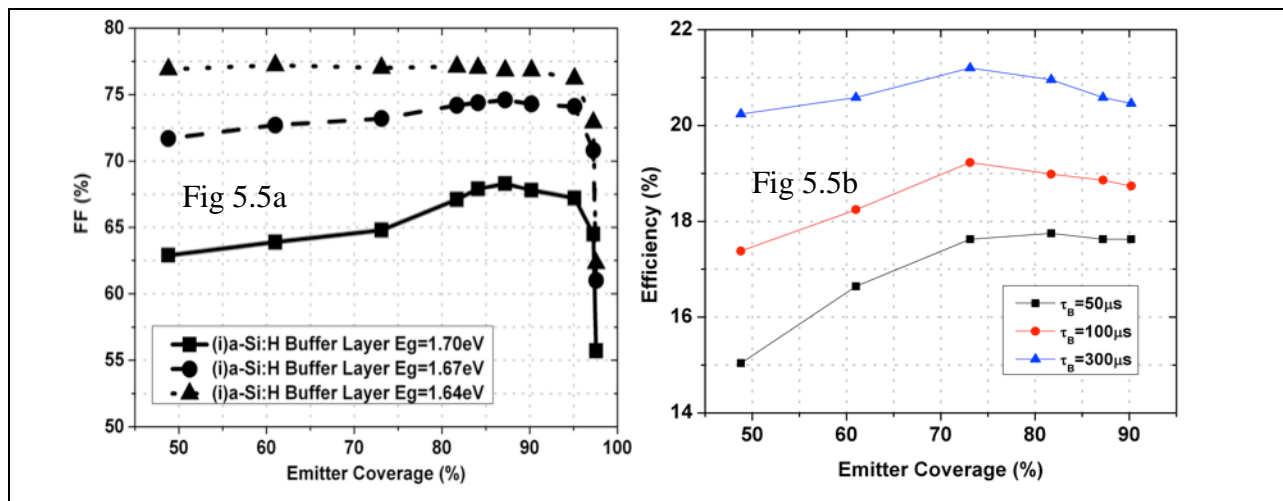 80
75
70
65
60
55
50
FF (%)
Fig 5.5a
(i)a-Si:H Buffer Layer Eg=1.70eV
(i)a-Si:H Buffer Layer Eg=1.67eV
(i)a-Si:H Buffer Layer Eg=1.64eV
50 60 70 80 90 100
Emitter Coverage (%)
22
20
18
16
14
Efficiency (%)
Fig 5.5b
τB=50μs
τB=100μs
τB=300μs
50 60 70 80 90
Emitter Coverage (%)